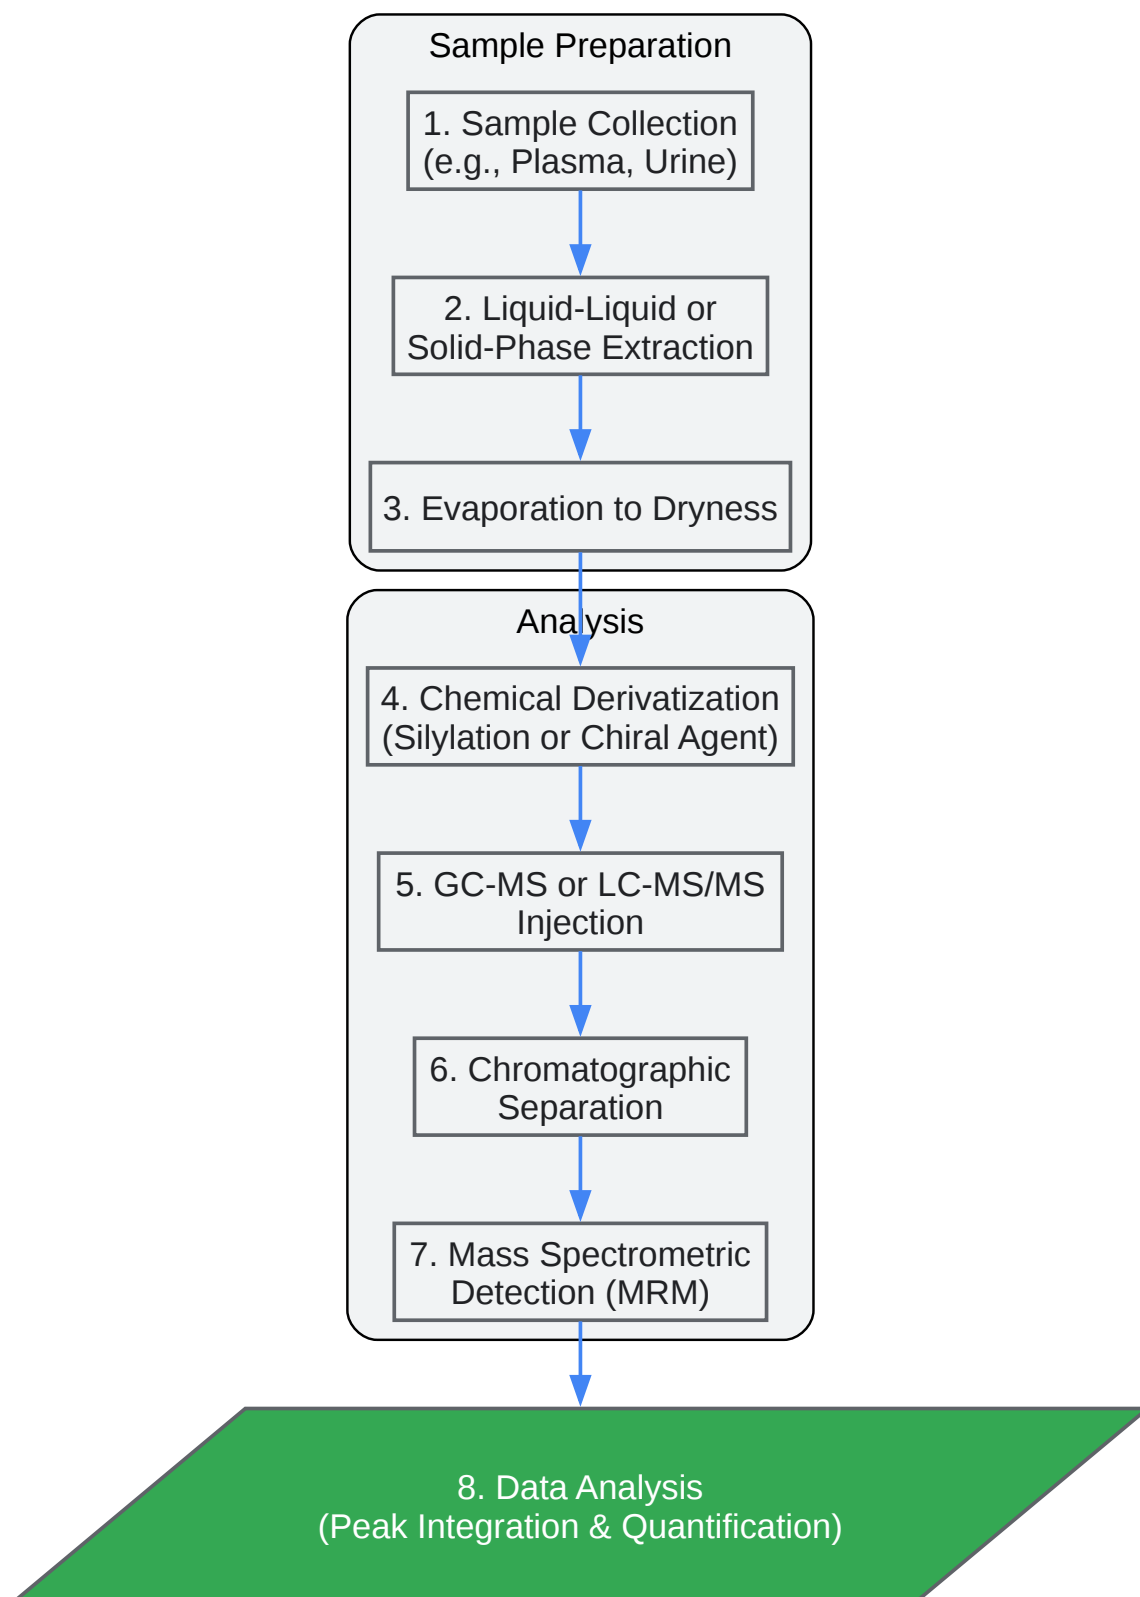 Sample Preparation
1. Sample Collection
(e.g., Plasma, Urine)
2. Liquid-Liquid or
Solid-Phase Extraction
3. Evaporation to Dryness
Analysis
4. Chemical Derivatization
(Silylation or Chiral Agent)
5. GC-MS or LC-MS/MS
Injection
6. Chromatographic
Separation
7. Mass Spectrometric
Detection (MRM)
8. Data Analysis
(Peak Integration & Quantification)